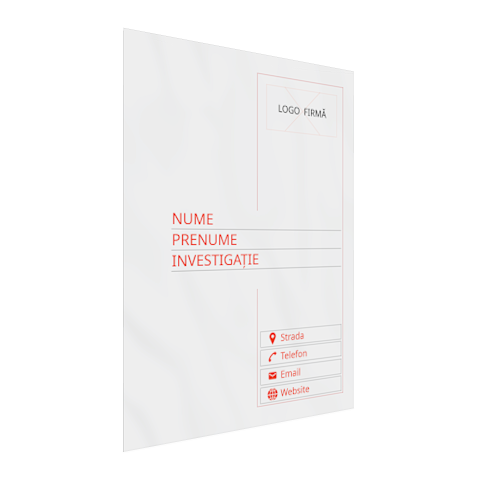 LOGO FIRMĂ
NUME
PRENUME
INVESTIGAȚIE
Strada
Telefon
Email
Website